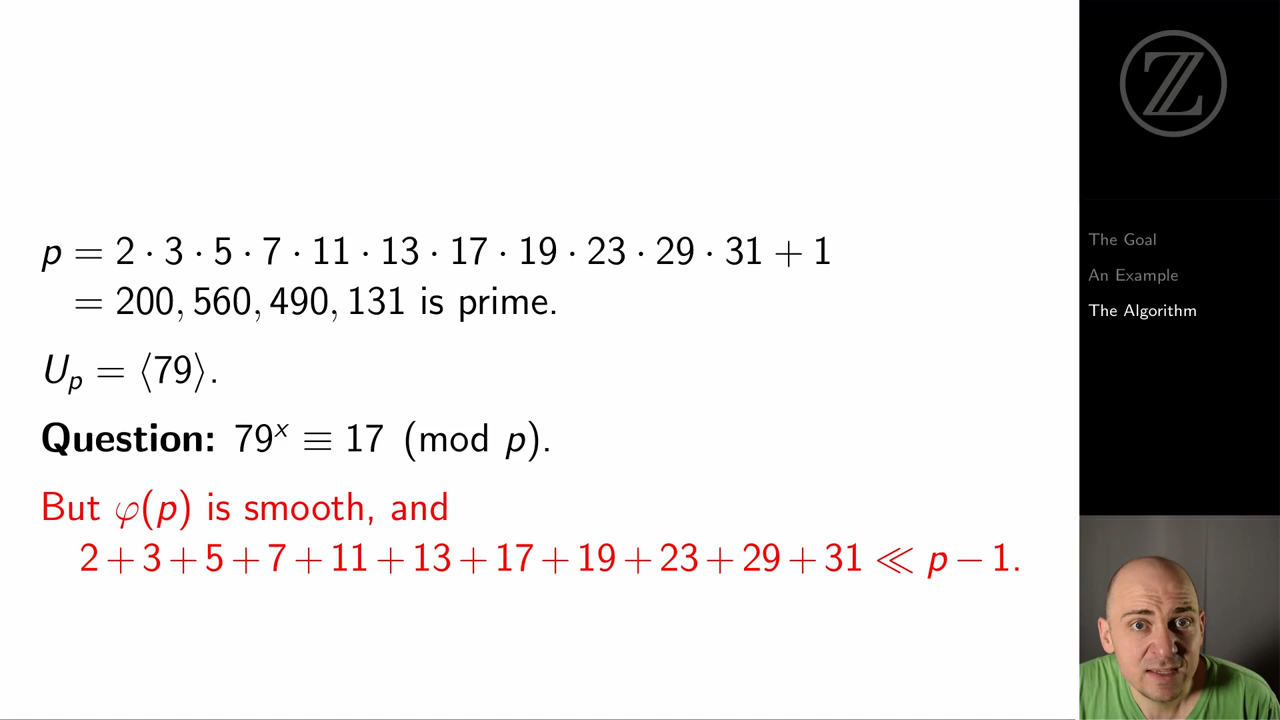 p = 2 · 3 · 5 · 7 · 11 · 13 · 17 · 19 · 23 · 29 · 31 + 1
= 200, 560, 490, 131 is prime.
U_p = ⟨79⟩.
Question: 79^x ≡ 17 (mod p).
But φ(p) is smooth, and
2 + 3 + 5 + 7 + 11 + 13 + 17 + 19 + 23 + 29 + 31 ≪ p − 1.
ℤ
The Goal
An Example
The Algorithm